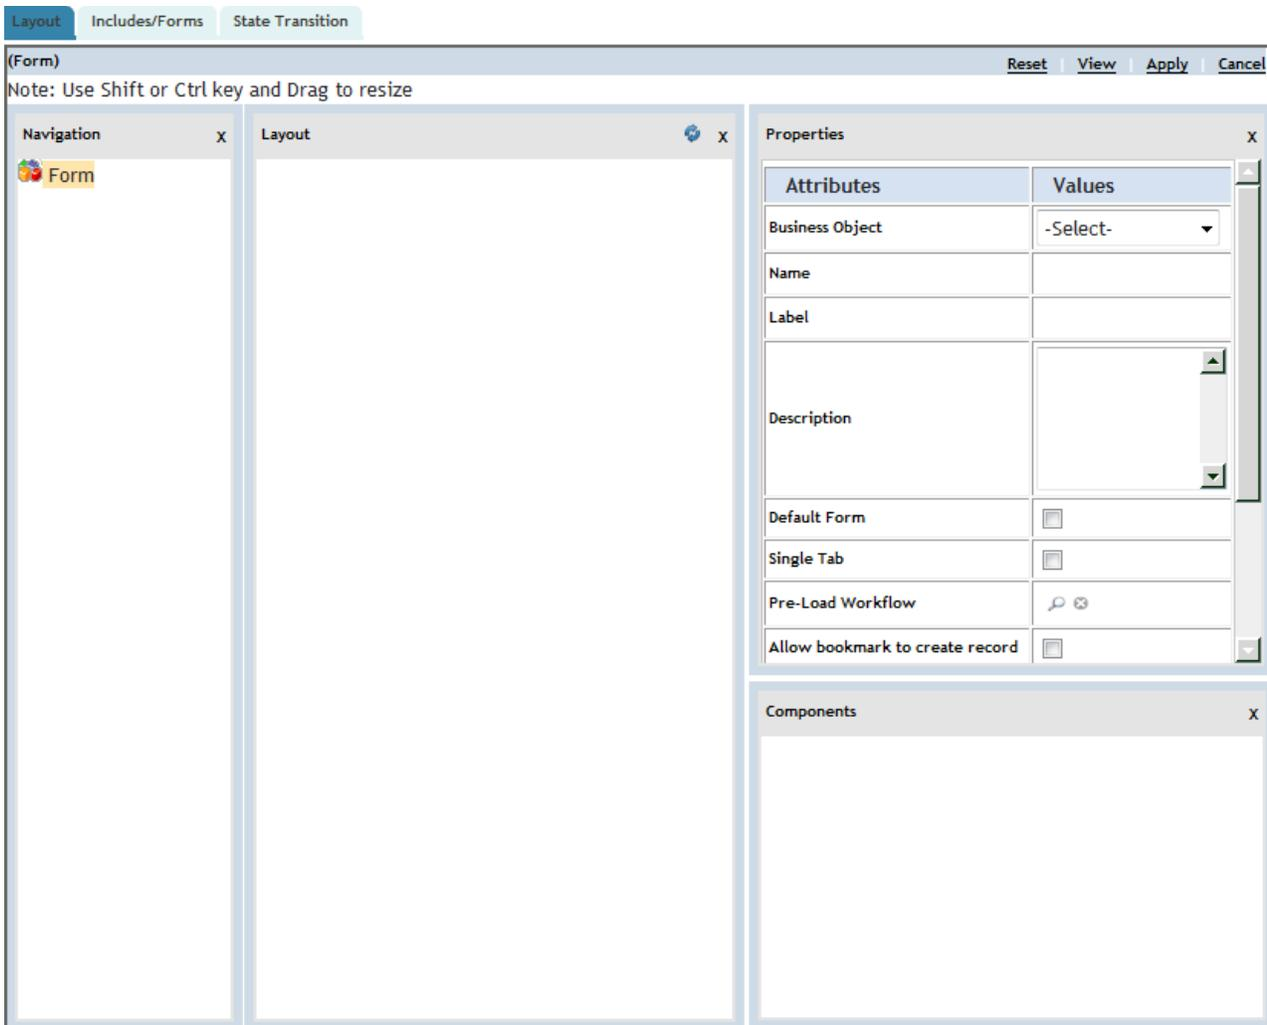 Layout Includes/Forms State Transition
(Form) Reset View Apply Cancel
Note: Use Shift or Ctrl key and Drag to resize
Navigation x
Form
Layout x
Properties x
Attributes Values
Business Object -Select-
Name
Label
Description
Default Form
Single Tab
Pre-Load Workflow
Allow bookmark to create record
Components x